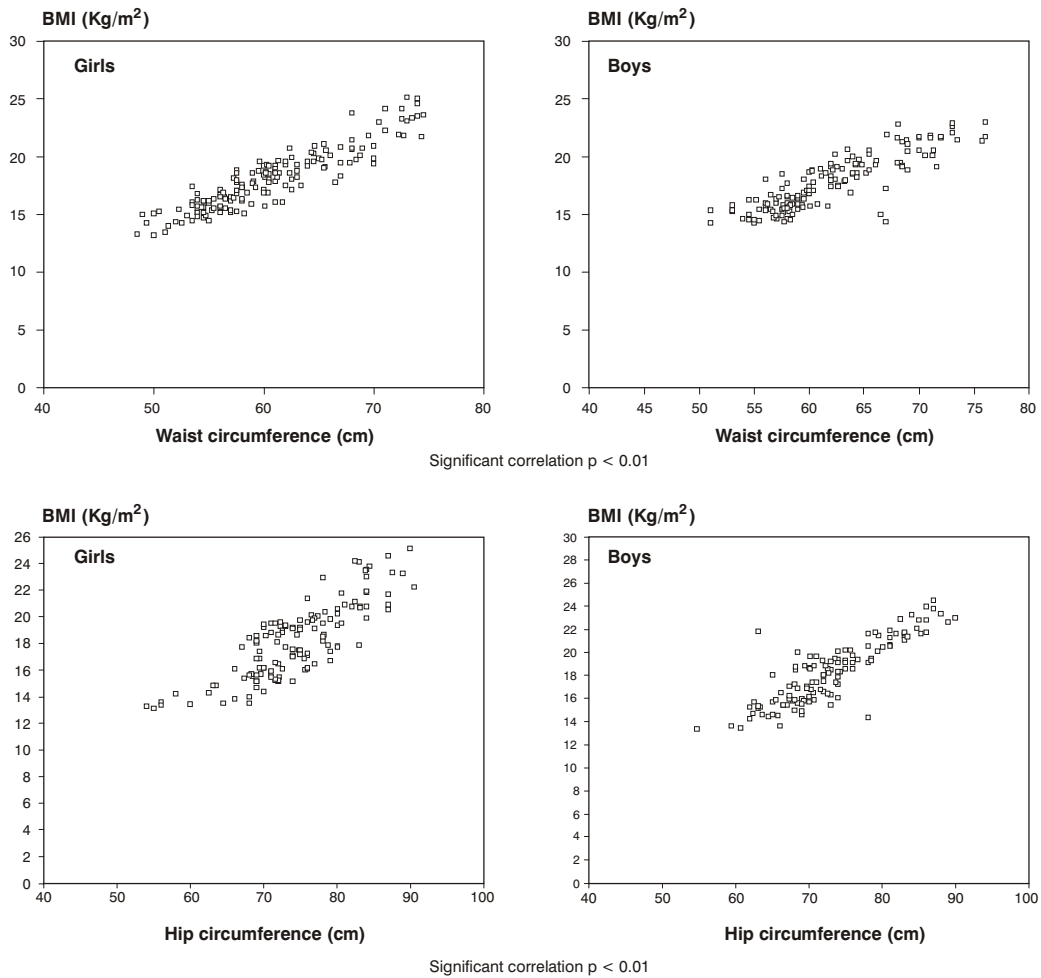 BMI (Kg/m²)
30
25
20
15
10
5
0
Girls
40 50 60 70 80
Waist circumference (cm)
BMI (Kg/m²)
30
25
20
15
10
5
0
Boys
40 45 50 55 60 65 70 75 80
Waist circumference (cm)
Significant correlation p < 0.01
BMI (Kg/m²)
26
24
22
20
18
16
14
12
10
8
6
4
2
0
Girls
40 50 60 70 80 90 100
Hip circumference (cm)
BMI (Kg/m²)
30
28
26
24
22
20
18
16
14
12
10
8
6
4
2
0
Boys
40 50 60 70 80 90 100
Hip circumference (cm)
Significant correlation p < 0.01